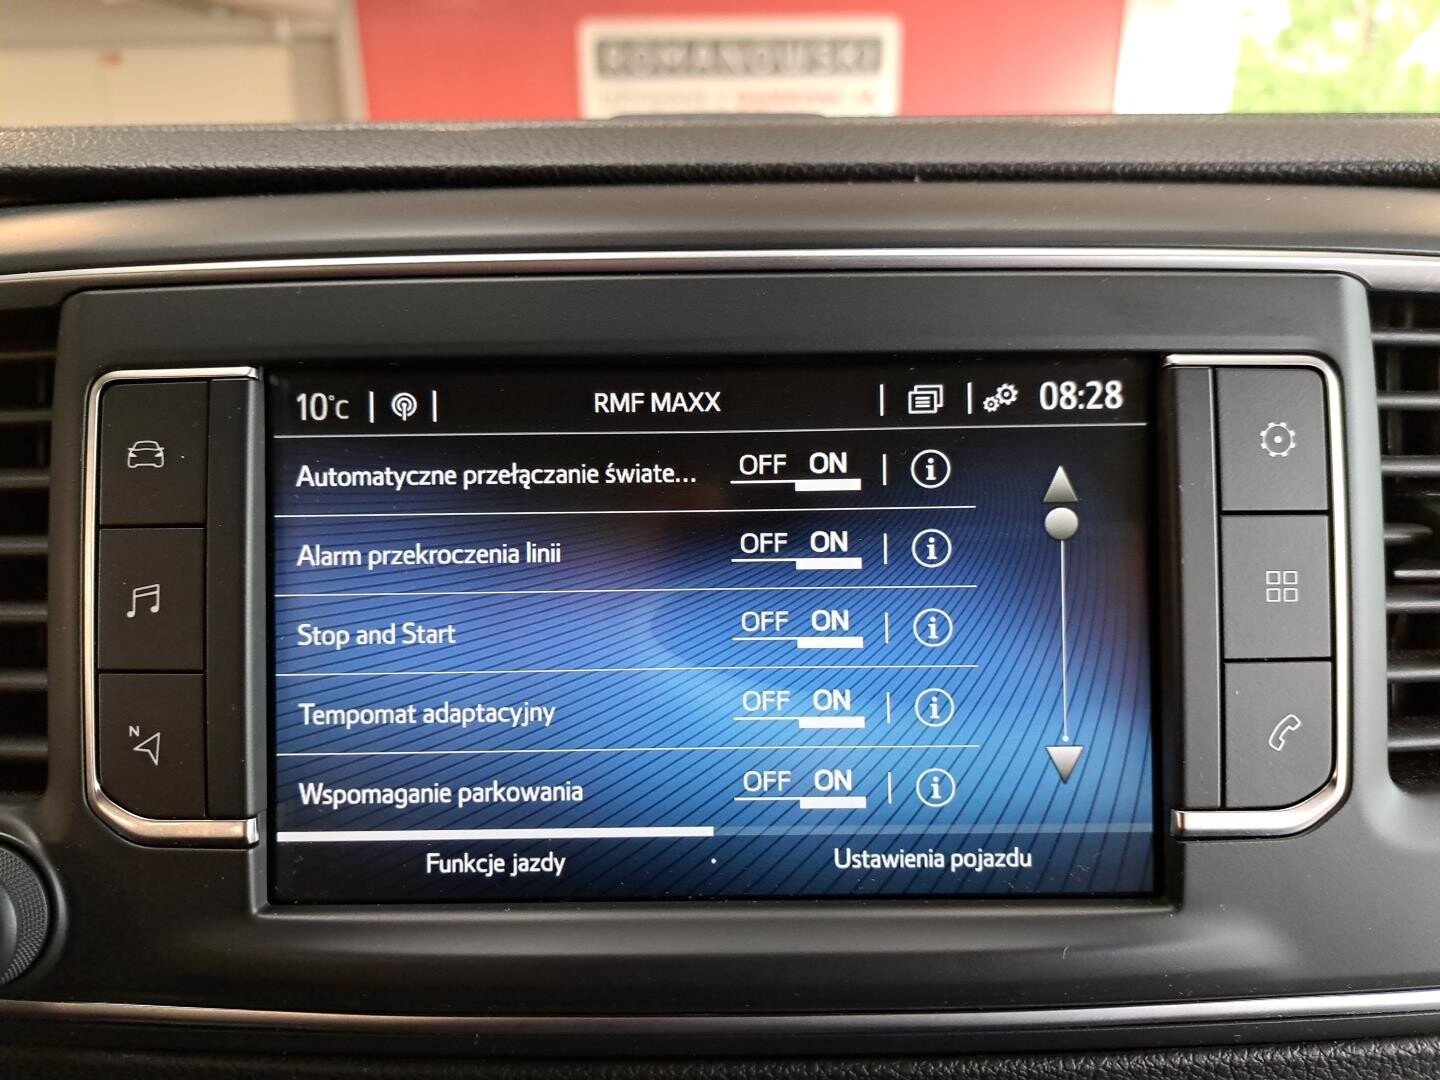 ROMANOWSKI
10°C | | RMF MAXX | | 08:28
Automatyczne przełączanie świate... OFF ON | i
Alarm przekroczenia linii OFF ON | i
Stop and Start OFF ON | i
Tempomat adaptacyjny OFF ON | i
Wspomaganie parkowania OFF ON | i
Funkcje jazdy · Ustawienia pojazdu
N